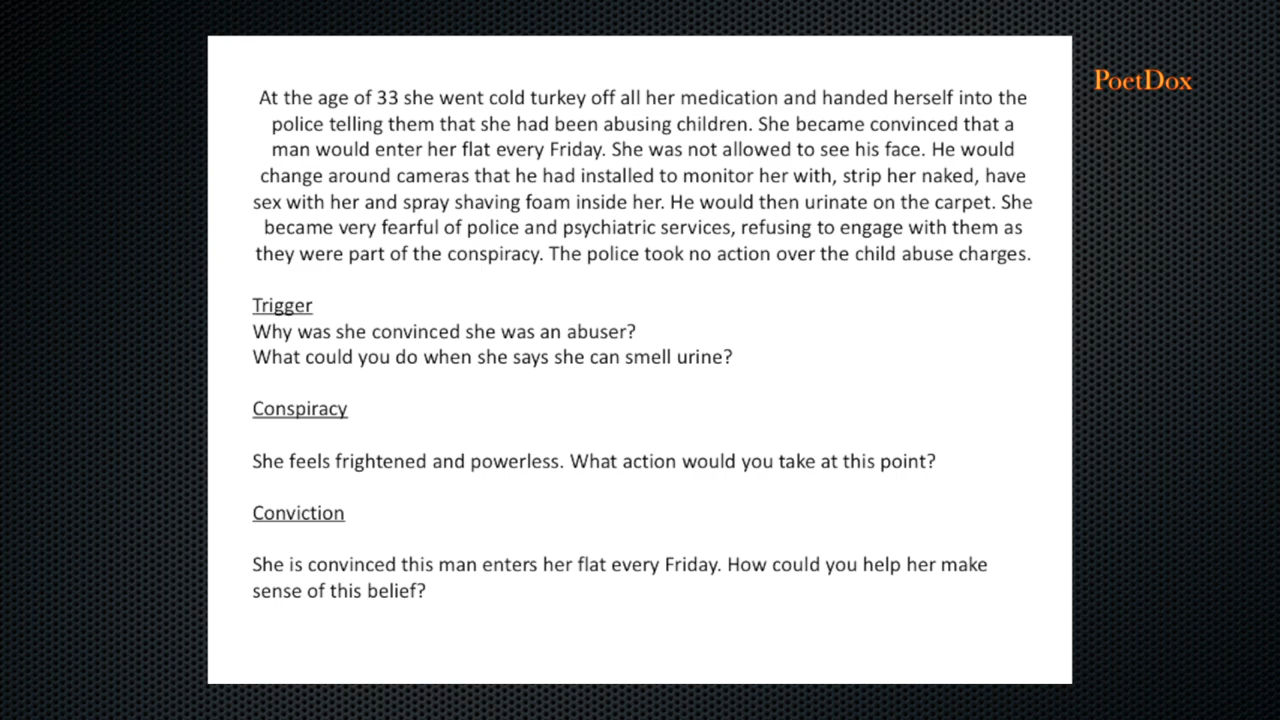 PoetDox
At the age of 33 she went cold turkey off all her medication and handed herself into the
police telling them that she had been abusing children. She became convinced that a
man would enter her flat every Friday. She was not allowed to see his face. He would
change around cameras that he had installed to monitor her with, strip her naked, have
sex with her and spray shaving foam inside her. He would then urinate on the carpet. She
became very fearful of police and psychiatric services, refusing to engage with them as
they were part of the conspiracy. The police took no action over the child abuse charges.
Trigger
Why was she convinced she was an abuser?
What could you do when she says she can smell urine?
Conspiracy
She feels frightened and powerless. What action would you take at this point?
Conviction
She is convinced this man enters her flat every Friday. How could you help her make
sense of this belief?